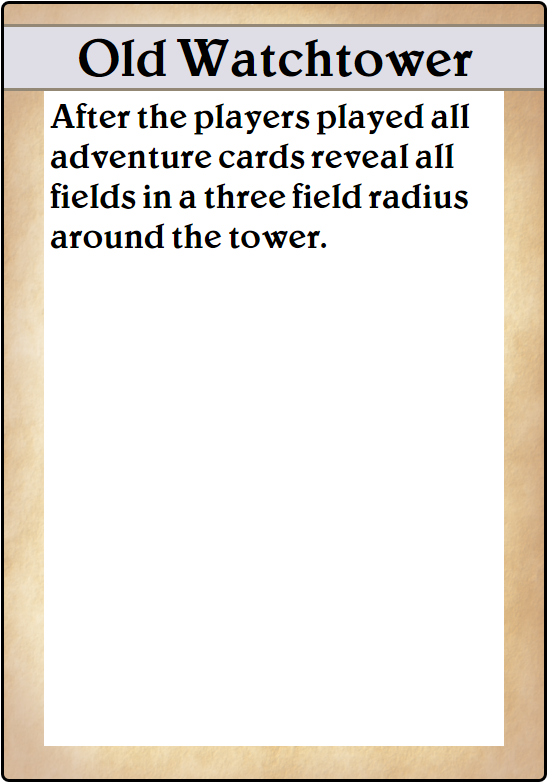 Old Watchtower
After the players played all
adventure cards reveal all
fields in a three field radius
around the tower.